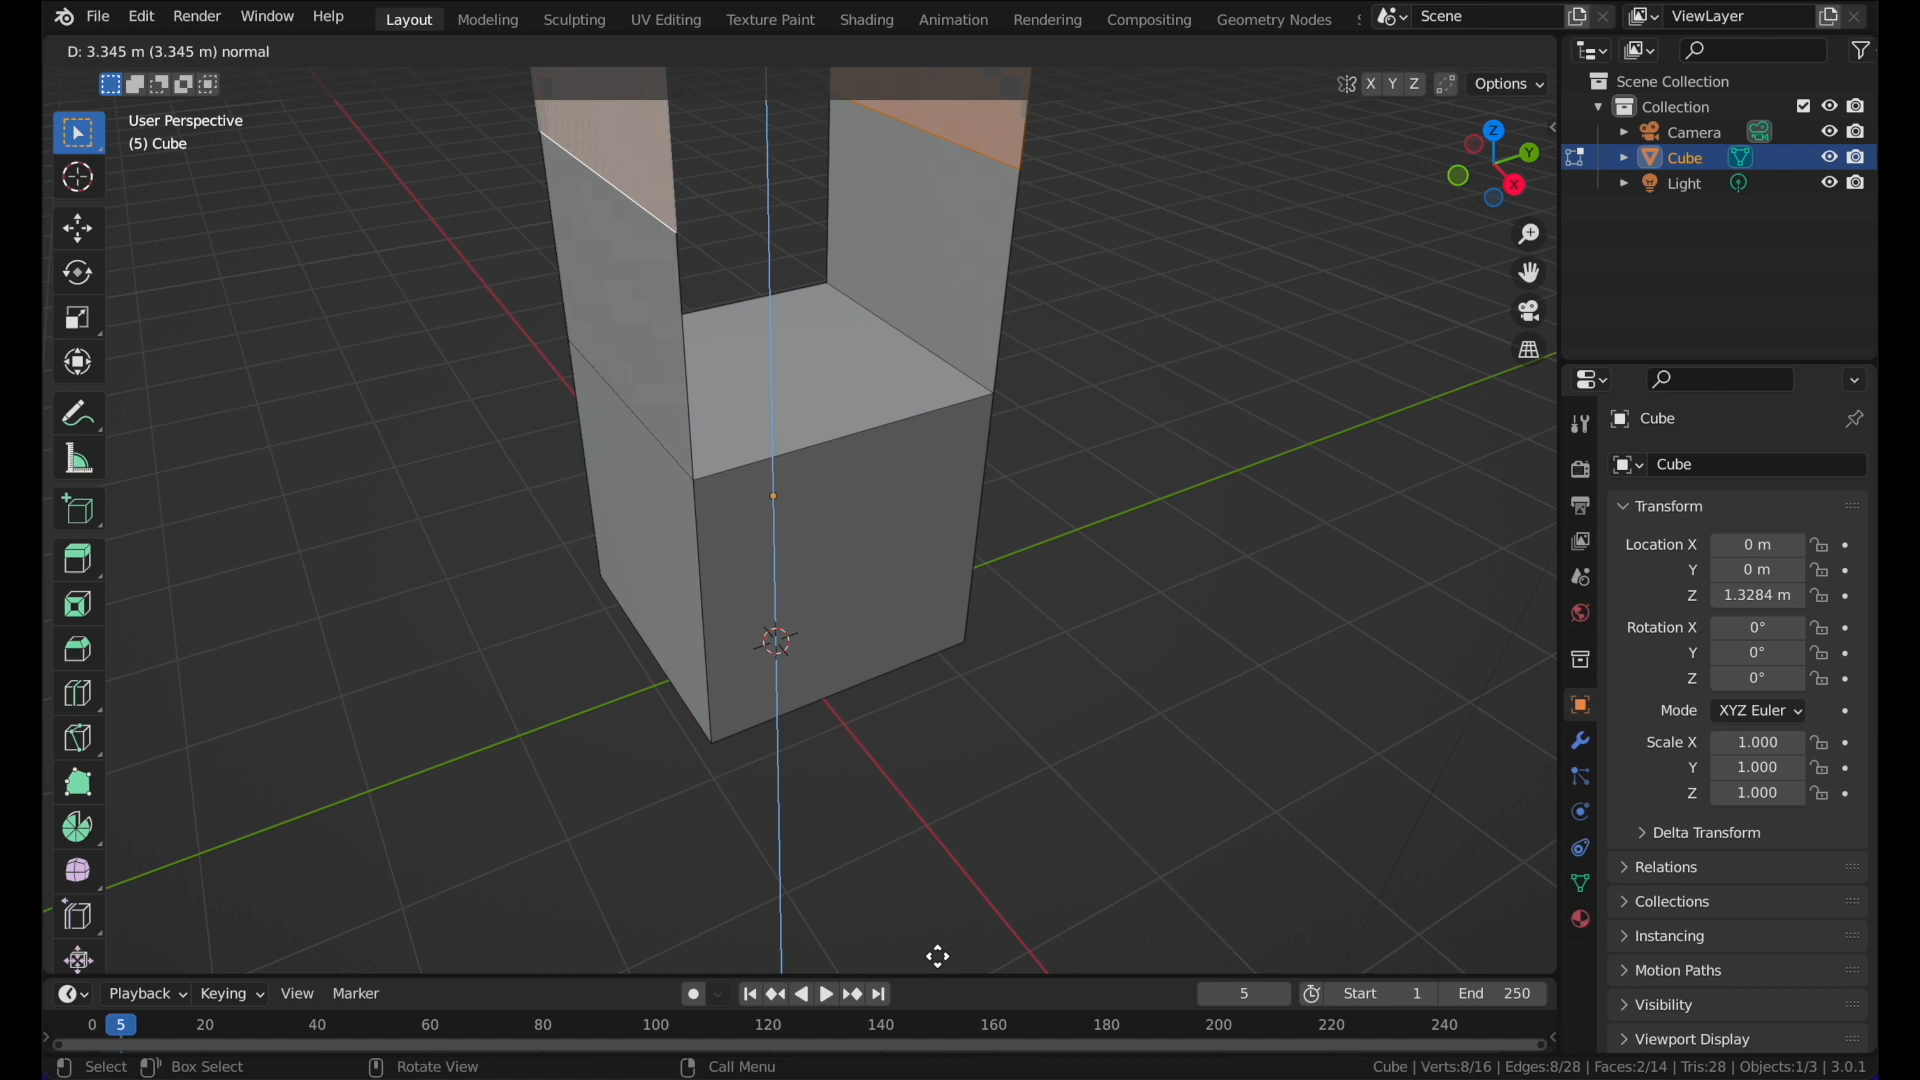 File Edit Render Window Help Layout Modeling Sculpting UV Editing Texture Paint Shading Animation Rendering Compositing Geometry Nodes Scene ViewLayer
D: 3.345 m (3.345 m) normal
X Y Z Options
User Perspective
(5) Cube
Z
Y
X
Scene Collection
Collection
Camera
Cube
Light
Cube
Cube
Transform
Location X 0 m
Y 0 m
Z 1.3284 m
Rotation X 0°
Y 0°
Z 0°
Mode XYZ Euler
Scale X 1.000
Y 1.000
Z 1.000
Delta Transform
Relations
Collections
Instancing
Motion Paths
Visibility
Viewport Display
Playback Keying View Marker 5 Start 1 End 250
0 5 20 40 60 80 100 120 140 160 180 200 220 240
Select Box Select Rotate View Call Menu Cube | Verts:8/16 | Edges:8/28 | Faces:2/14 | Tris:28 | Objects:1/3 | 3.0.1